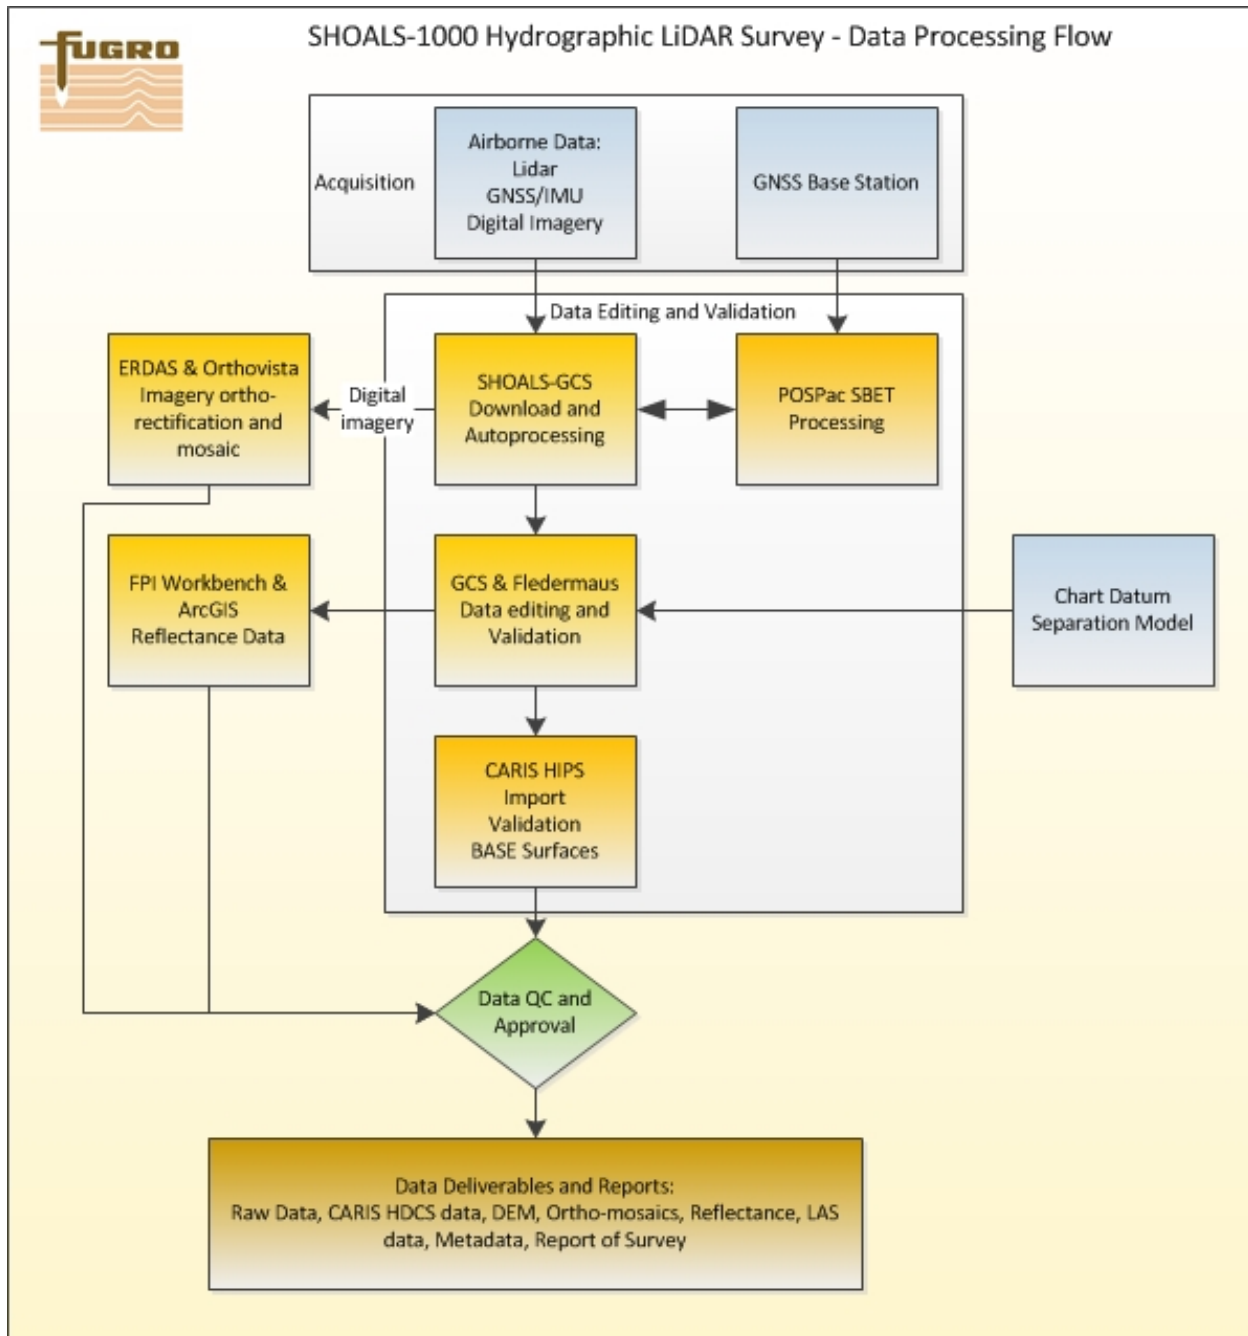 fUGRO
SHOALS-1000 Hydrographic LiDAR Survey - Data Processing Flow
Acquisition
Airborne Data:
Lidar
GNSS/IMU
Digital Imagery
GNSS Base Station
Data Editing and Validation
ERDAS & Orthovista
Imagery ortho-
rectification and
mosaic
Digital
imagery
SHOALS-GCS
Download and
Autoprocessing
POSPac SBET
Processing
FPI Workbench &
ArcGIS
Reflectance Data
GCS & Fledermaus
Data editing and
Validation
Chart Datum
Separation Model
CARIS HIPS
Import
Validation
BASE Surfaces
Data QC and
Approval
Data Deliverables and Reports:
Raw Data, CARIS HDCS data, DEM, Ortho-mosaics, Reflectance, LAS
data, Metadata, Report of Survey